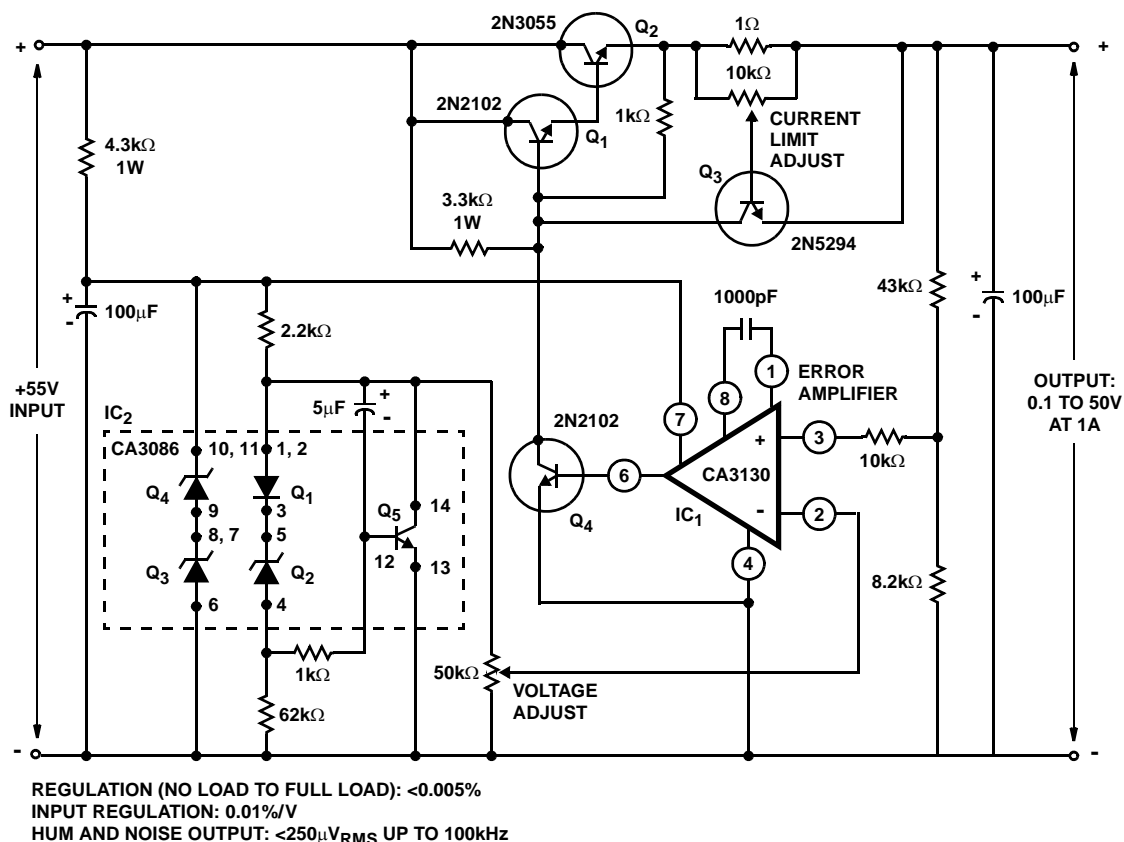 2N3055
Q2
1Ω
+
+
10kΩ
2N2102
Q1
1kΩ
CURRENT
LIMIT
ADJUST
4.3kΩ
1W
Q3
3.3kΩ
1W
2N5294
+
-
100μF
1000pF
43kΩ
+
-
100μF
2.2kΩ
+55V
INPUT
1
ERROR
AMPLIFIER
OUTPUT:
0.1 TO 50V
AT 1A
8
7
5μF
+
-
IC2
CA3086
10, 11
1, 2
2N2102
+
3
10kΩ
Q4
Q1
Q5
14
6
CA3130
9
3
8, 7
5
12
Q4
IC1
-
2
Q3
Q2
13
4
6
4
8.2kΩ
1kΩ
50kΩ
VOLTAGE
ADJUST
62kΩ
-
-
REGULATION (NO LOAD TO FULL LOAD): <0.005%
INPUT REGULATION: 0.01%/V
HUM AND NOISE OUTPUT: <250μVRMS UP TO 100kHz